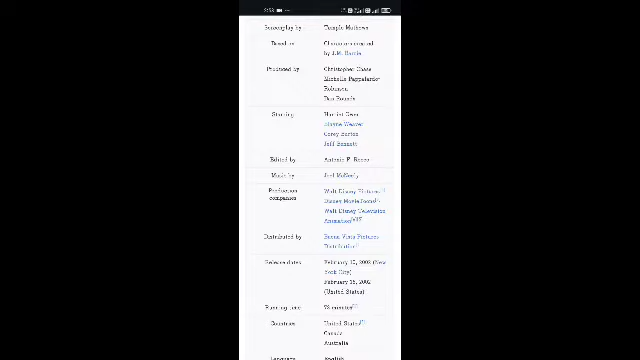 2:53
Screenplay by Temple Mathews
Based on Characters created
by J.M. Barrie
Produced by Christopher Chase
Michelle Pappalardo-
Robinson
Dan Rounds
Starring Harriet Owen
Blayne Weaver
Corey Burton
Jeff Bennett
Edited by Antonio F. Rocco
Music by Joel McNeely
Production Walt Disney Pictures
companies Disney MovieToons
Walt Disney Television
Animation
Distributed by Buena Vista Pictures
Distribution
Release dates February 10, 2002 (New
York City)
February 15, 2002
(United States)
Running time 73 minutes
Countries United States
Canada
Australia
Language English